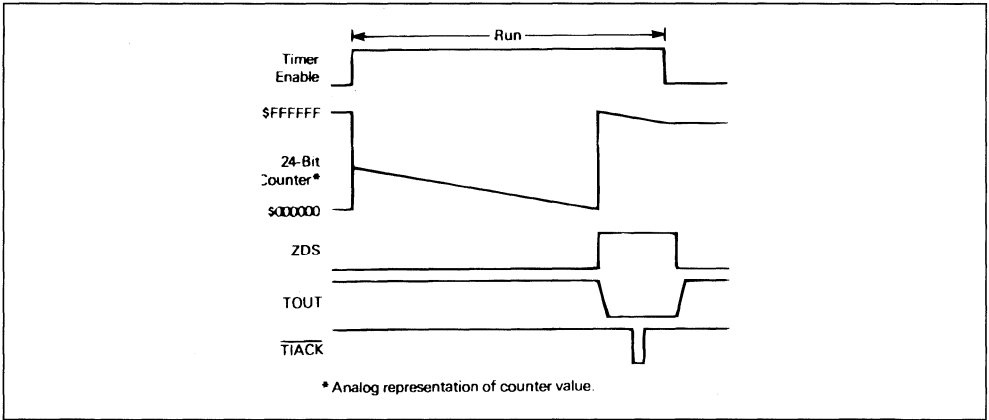 Run
Timer
Enable
$FFFFFF
24-Bit
Counter*
$000000
ZDS
TOUT
TIACK
* Analog representation of counter value.